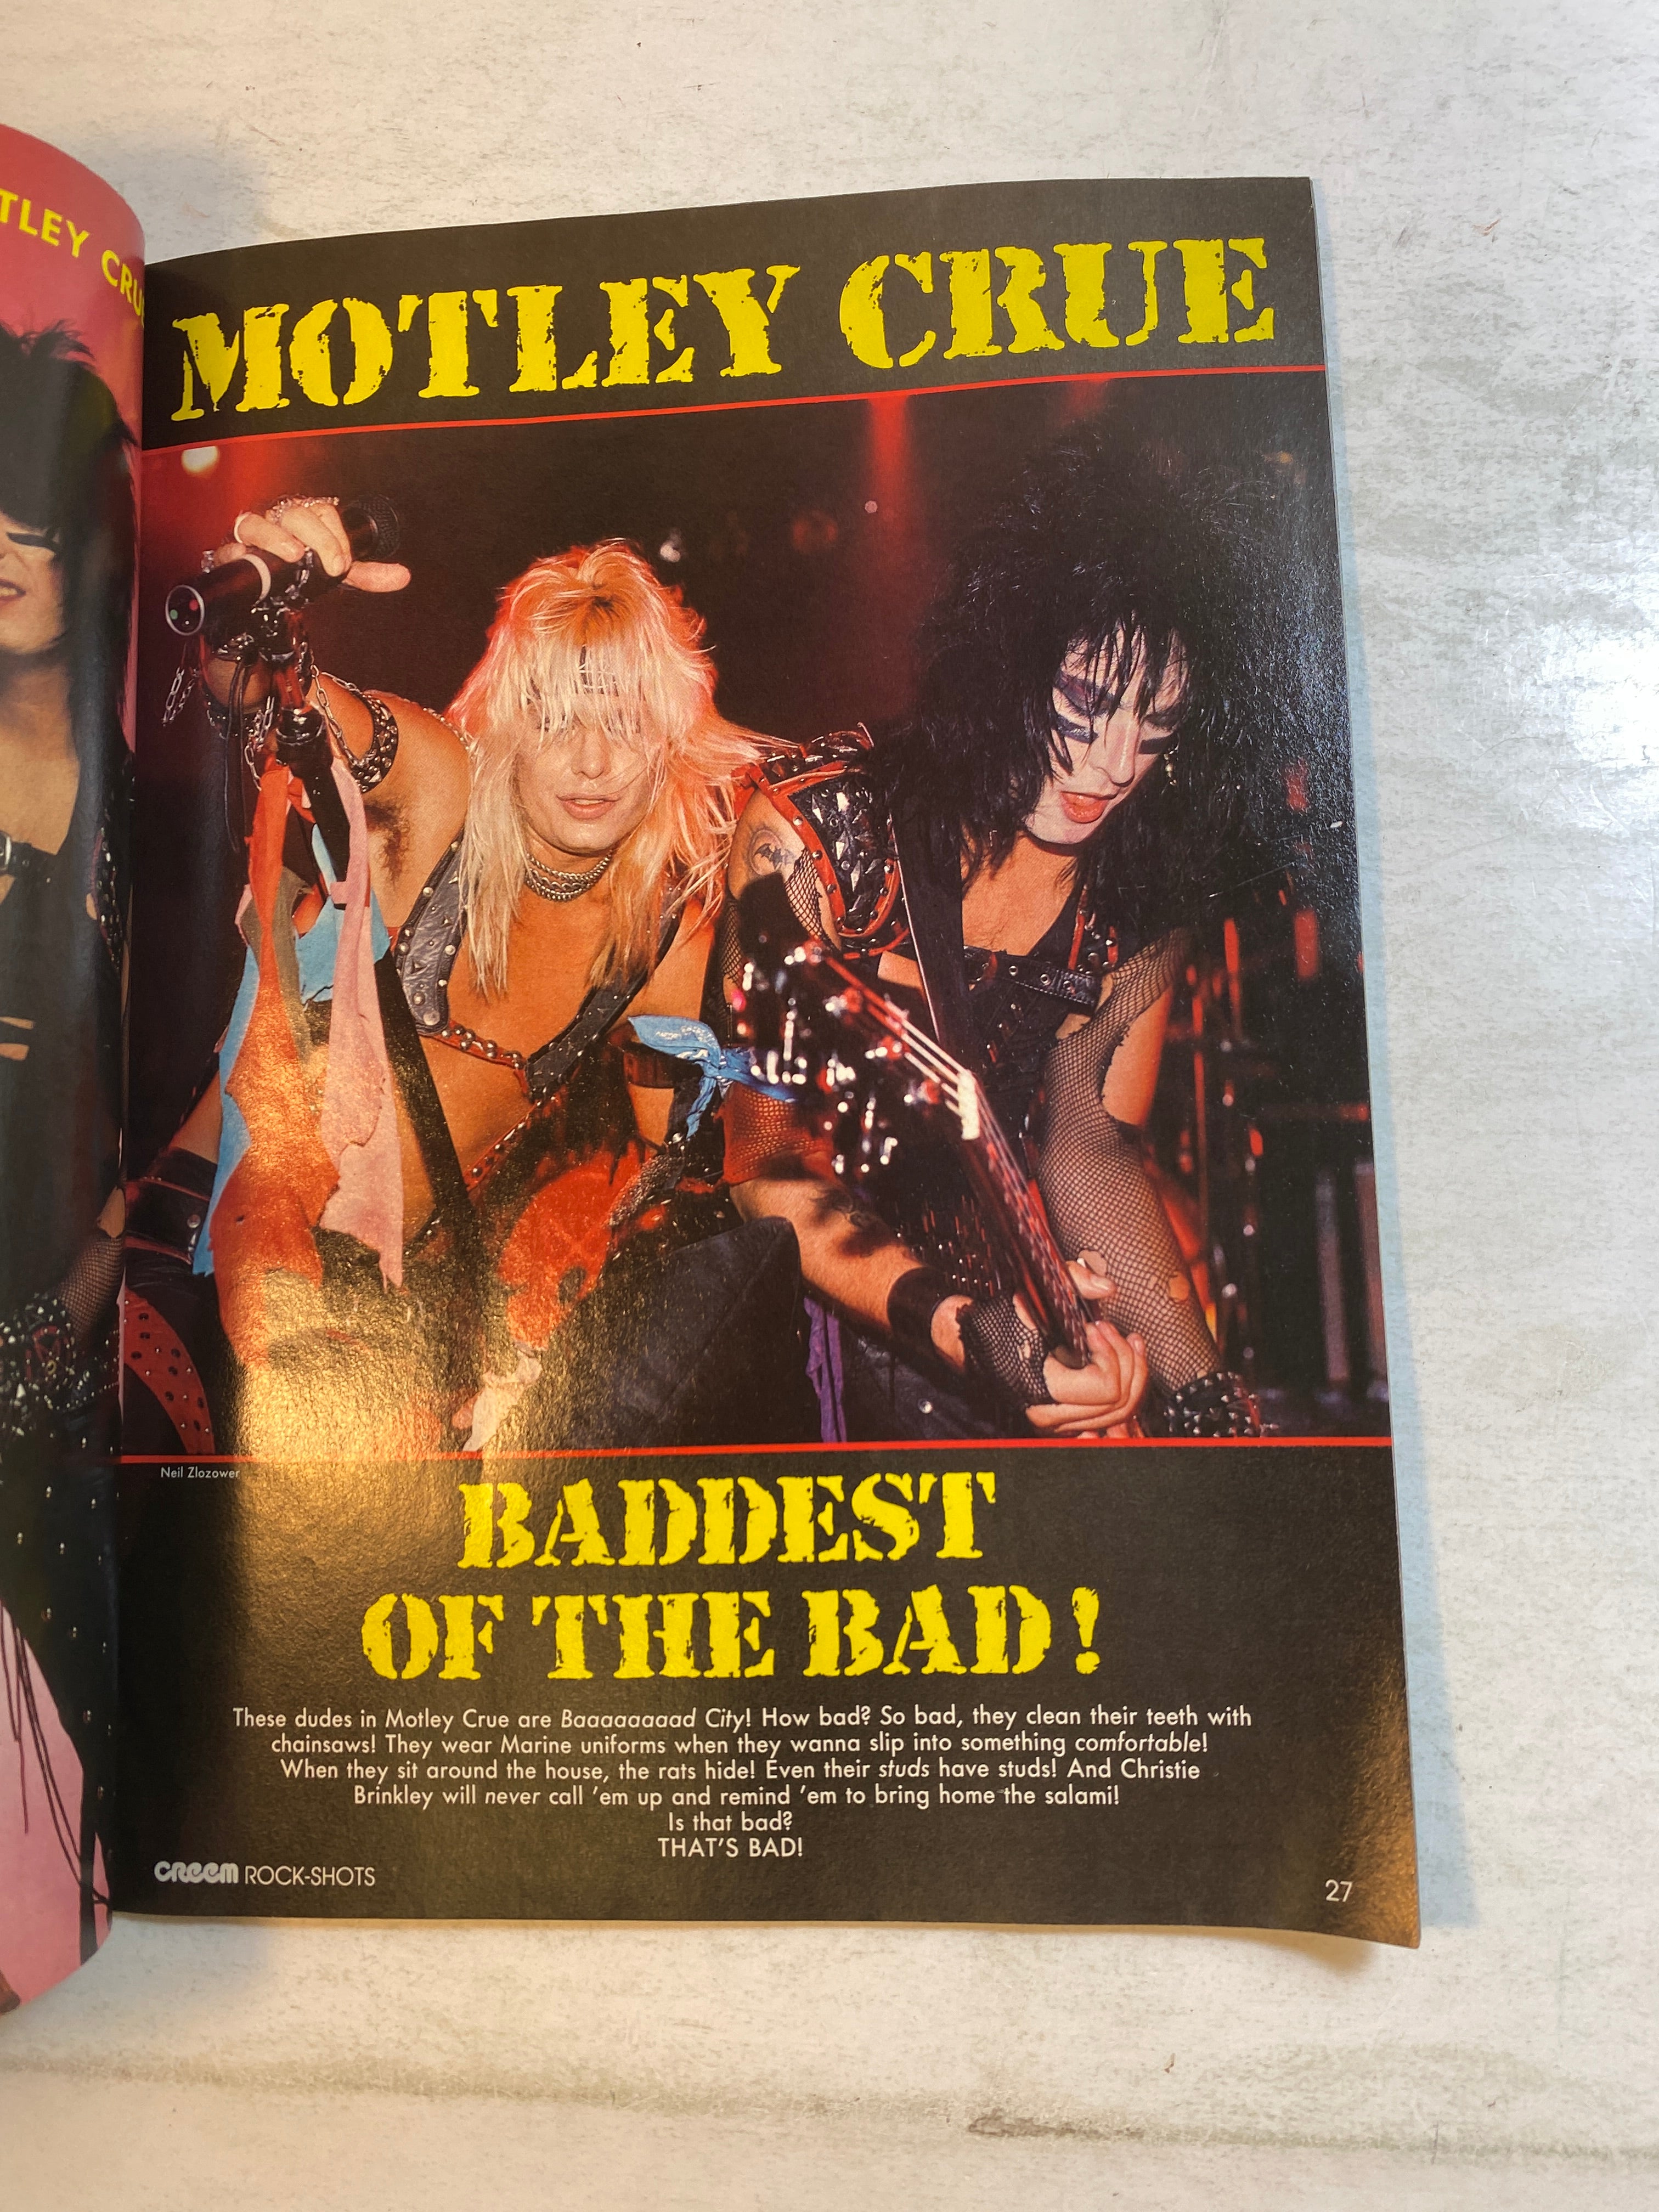 TLEY CRU
MOTLEY CRUE
Neil Zlozower
BADDEST
OF THE BAD!
These dudes in Motley Crue are Baaaaaaaad City! How bad? So bad, they clean their teeth with
chainsaws! They wear Marine uniforms when they wanna slip into something comfortable!
When they sit around the house, the rats hide! Even their studs have studs! And Christie
Brinkley will never call 'em up and remind 'em to bring home the salami!
Is that bad?
THAT'S BAD!
CREEM ROCK-SHOTS
27